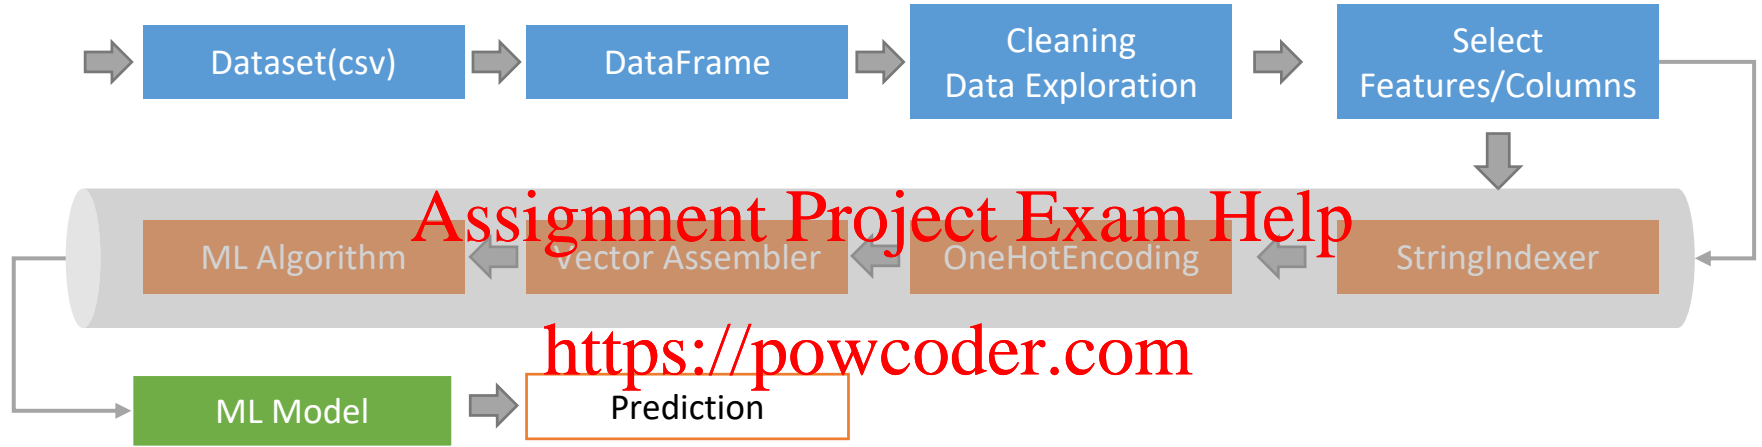 Dataset(csv)
DataFrame
Cleaning
Data Exploration
Select
Features/Columns
Assignment Project Exam Help
ML Algorithm
Vector Assembler
OneHotEncoding
StringIndexer
https://powcoder.com
ML Model
Prediction